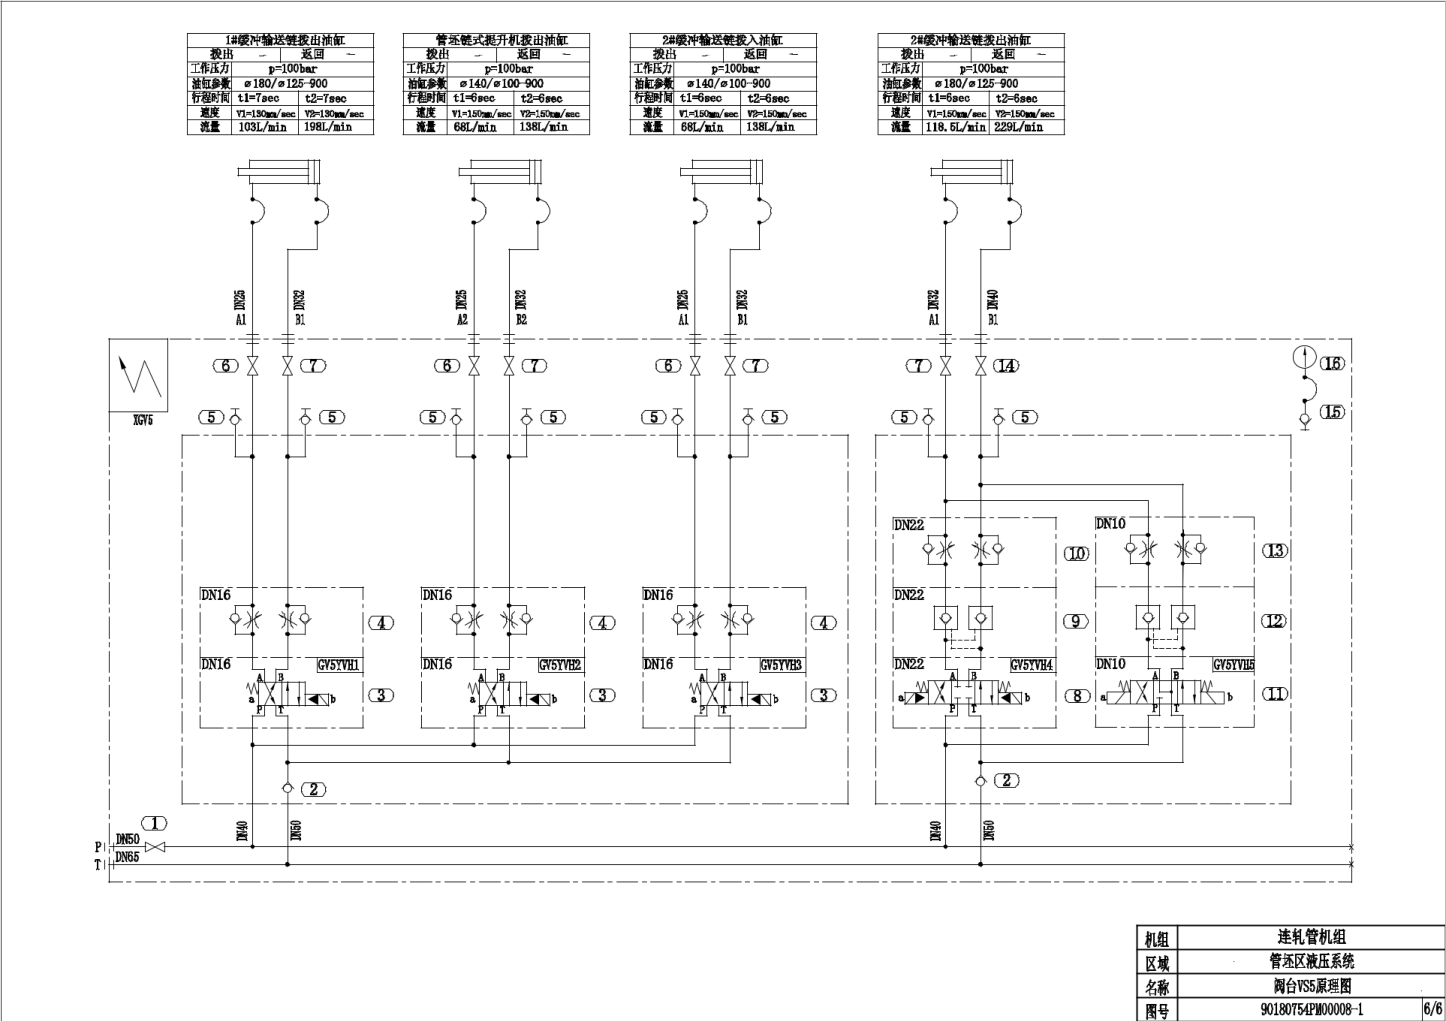 1#缓冲输送链拨出油缸
拨出 － 返回 －
工作压力 p=100bar
油缸参数 ⌀180/⌀125-900
行程时间 t1=7sec t2=7sec
速度 V1=130mm/sec V2=130mm/sec
流量 103L/min 198L/min
管坯链式提升机拨出油缸
拨出 － 返回 －
工作压力 p=100bar
油缸参数 ⌀140/⌀100-900
行程时间 t1=6sec t2=6sec
速度 V1=150mm/sec V2=150mm/sec
流量 68L/min 138L/min
2#缓冲输送链拨入油缸
拨出 － 返回 －
工作压力 p=100bar
油缸参数 ⌀140/⌀100-900
行程时间 t1=6sec t2=6sec
速度 V1=150mm/sec V2=150mm/sec
流量 68L/min 138L/min
2#缓冲输送链拨出油缸
拨出 － 返回 －
工作压力 p=100bar
油缸参数 ⌀180/⌀125-900
行程时间 t1=6sec t2=6sec
速度 V1=150mm/sec V2=150mm/sec
流量 118.5L/min 229L/min
DN25 DN32 DN25 DN32 DN25 DN32 DN32 DN40
A1 B1 A2 B2 A1 B1 A1 B1
6 7 6 7 6 7 7 14 16
XGV5
5 5 5 5 5 5 5 5 15
DN22 DN10
10 13
DN16 DN16 DN16 DN22
4 4 4 9 12
DN16 GV5YVH1 DN16 GV5YVH2 DN16 GV5YVH3 DN22 GV5YVH4 DN10 GV5YVH5
A B A B A B A B A B
a b 3 a b 3 a b 3 a b 8 a b 11
P T P T P T P T P T
2 2
1
DN40 DN50 DN40 DN50
P DN50
T DN65
机组 连轧管机组
区域 管坯区液压系统
名称 阀台VS5原理图
图号 90180754PM00008-1 6/6